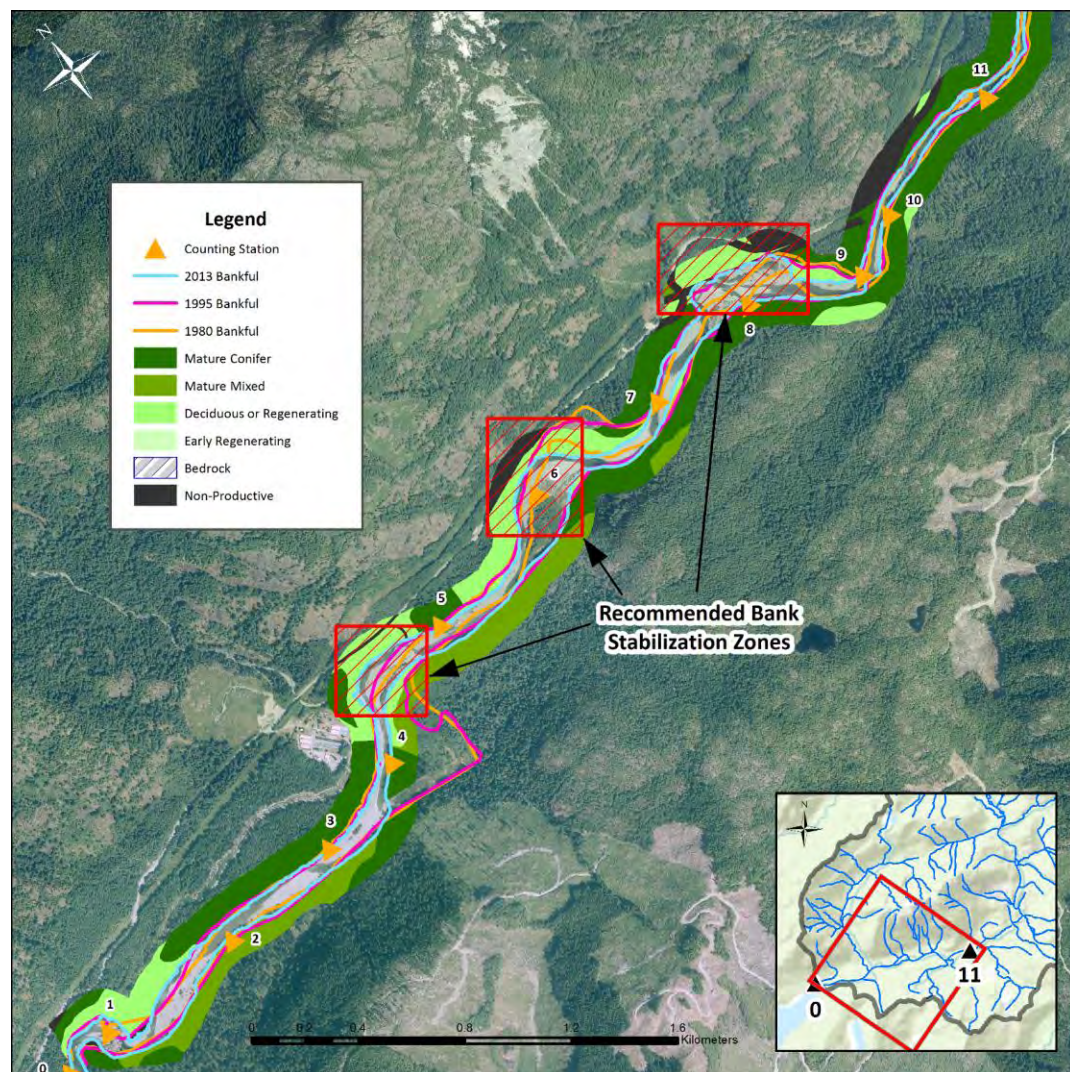 N
11
10
9
8
7
6
Legend
Counting Station
2013 Bankful
1995 Bankful
1980 Bankful
Mature Conifer
Mature Mixed
Deciduous or Regenerating
Early Regenerating
Bedrock
Non-Productive
5
Recommended Bank
Stabilization Zones
4
3
2
1
0
0 0.4 0.8 1.2 1.6
Kilometers
N
11
0